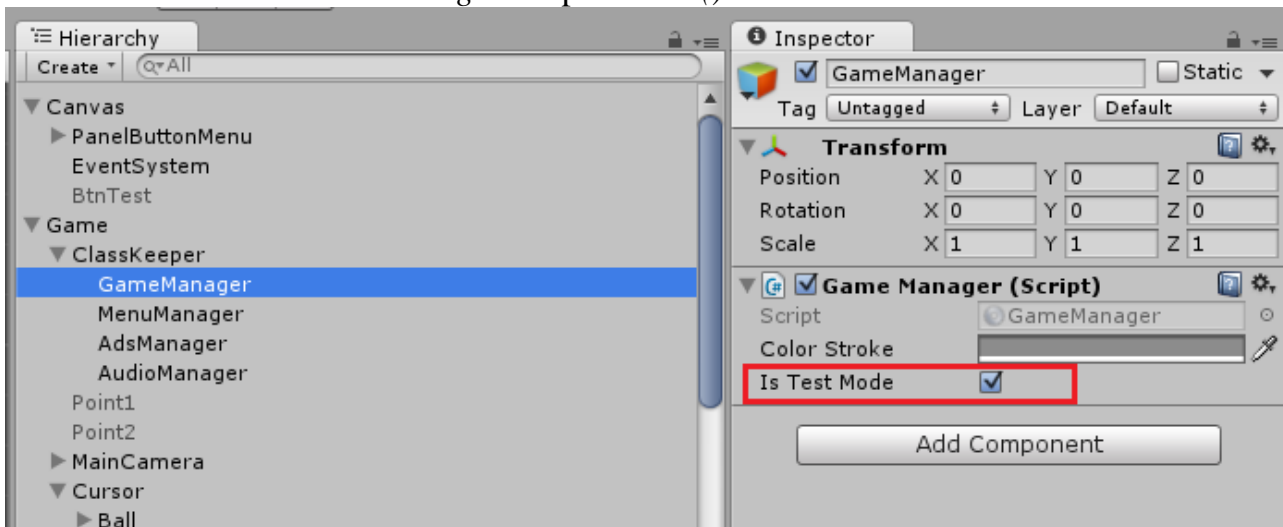 Hierarchy
Create
All
Canvas
PanelButtonMenu
EventSystem
BtnTest
Game
ClassKeeper
GameManager
MenuManager
AdsManager
AudioManager
Point1
Point2
MainCamera
Cursor
Ball
Inspector
GameManager
Static
Tag Untagged Layer Default
Transform
Position X 0 Y 0 Z 0
Rotation X 0 Y 0 Z 0
Scale X 1 Y 1 Z 1
Game Manager (Script)
Script GameManager
Color Stroke
Is Test Mode
Add Component